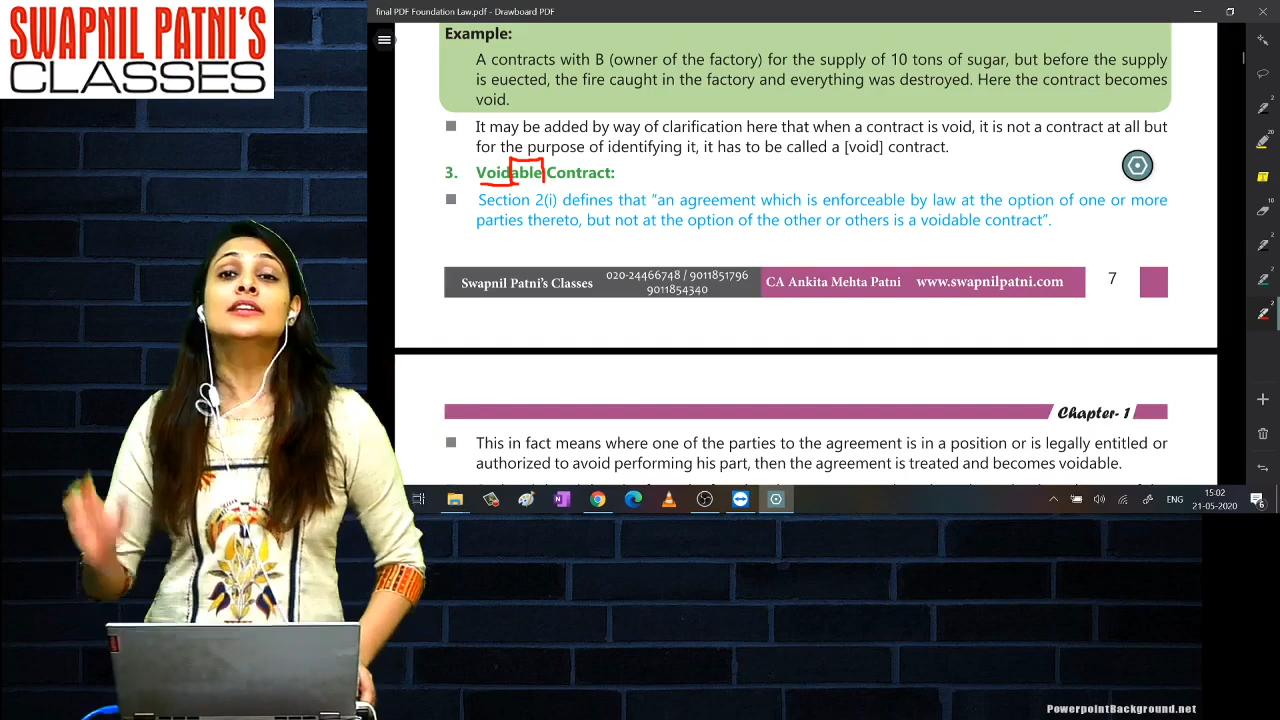 SWAPNIL PATNI'S
CLASSES
final PDF Foundation Law.pdf - Drawboard PDF
Example:
A contracts with B (owner of the factory) for the supply of 10 tons of sugar, but before the supply
is euected, the fire caught in the factory and everything was destroyed. Here the contract becomes
void.
It may be added by way of clarification here that when a contract is void, it is not a contract at all but
for the purpose of identifying it, it has to be called a [void] contract.
3. Voidable Contract:
Section 2(i) defines that "an agreement which is enforceable by law at the option of one or more
parties thereto, but not at the option of the other or others is a voidable contract".
Swapnil Patni's Classes 020-24466748 / 9011851796 CA Ankita Mehta Patni www.swapnilpatni.com 7
9011854340
Chapter- 1
This in fact means where one of the parties to the agreement is in a position or is legally entitled or
authorized to avoid performing his part, then the agreement is treated and becomes voidable.
ENG
15:02
21-05-2020
PowerpointBackground.net